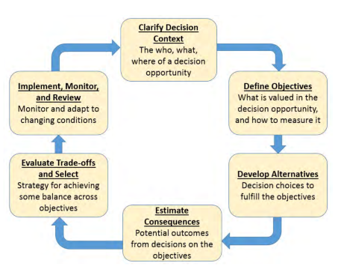 Clarify Decision
Context
The who, what,
where of a decision
opportunity
Define Objectives
What is valued in the
decision opportunity,
and how to measure it
Develop Alternatives
Decision choices to
fulfill the objectives
Estimate
Consequences
Potential outcomes
from decisions on the
objectives
Evaluate Trade-offs
and Select
Strategy for achieving
some balance across
objectives
Implement, Monitor,
and Review
Monitor and adapt to
changing conditions